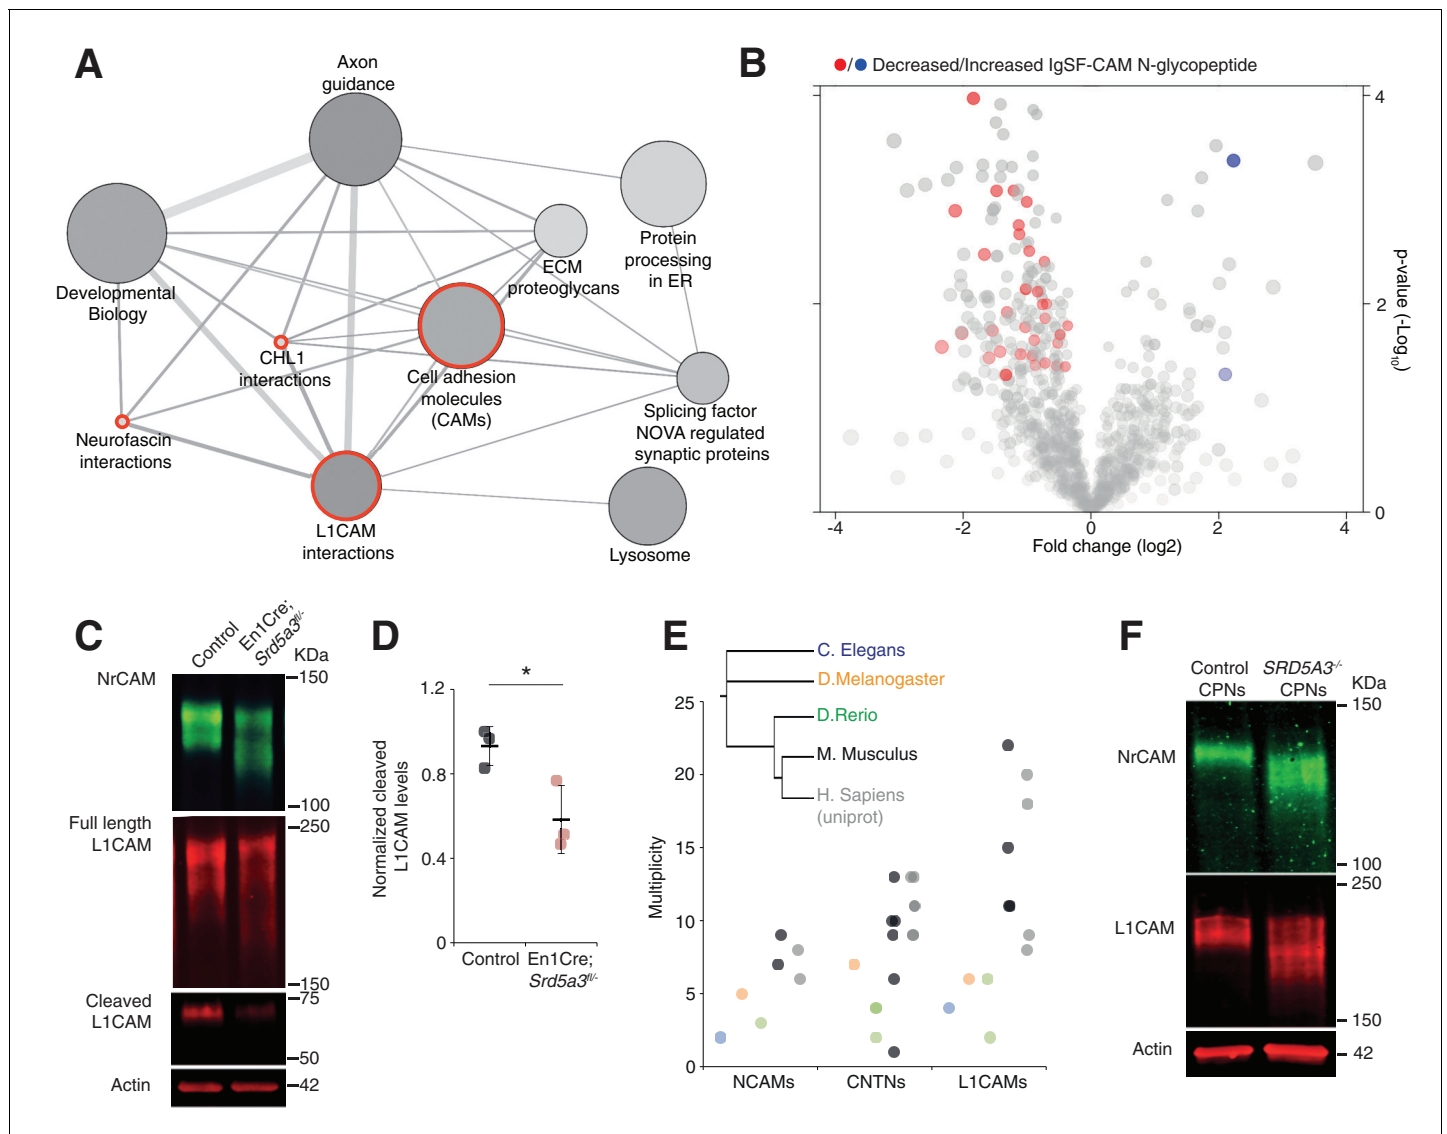 A
Axon
guidance
Developmental
Biology
Protein
processing
in ER
ECM
proteoglycans
CHL1
interactions
Cell adhesion
molecules
(CAMs)
Neurofascin
interactions
Splicing factor
NOVA regulated
synaptic proteins
L1CAM
interactions
Lysosome
B
/ Decreased/Increased IgSF-CAM N-glycopeptide
4
2
0
p-value (-Log10)
-4 -2 0 2 4
Fold change (log2)
C
Control
En1Cre;
Srd5a3fl/-
KDa
NrCAM
150
100
Full length
L1CAM
250
150
Cleaved
L1CAM
75
50
Actin
42
D
Normalized cleaved
L1CAM levels
1.2
0.8
0.4
0
*
Control
En1Cre;
Srd5a3fl/-
E
C. Elegans
D.Melanogaster
D.Rerio
M. Musculus
H. Sapiens
(uniprot)
Multiplicity
25
20
15
10
5
0
NCAMs CNTNs L1CAMs
F
Control
CPNs
SRD5A3-/-
CPNs
KDa
NrCAM
150
100
L1CAM
250
150
Actin
42